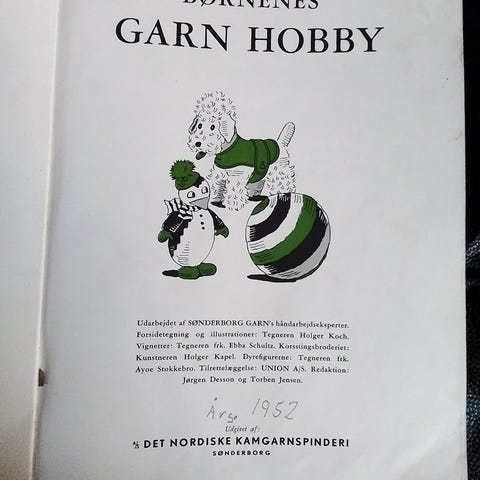 BØRNENES
GARN HOBBY
Udarbejdet af SØNDERBORG GARN's håndarbejdseksperter.
Forsidetegning og illustrationer: Tegneren Holger Koch.
Vignetter: Tegneren frk. Ebba Schultz. Korsstingsbroderiet:
Kunstneren Holger Kapel. Dyrefigurerne: Tegneren frk.
Ayoe Stokkebro. Tilrettelæggelse: UNION A/S. Redaktion:
Jørgen Desson og Torben Jensen.
Årg. 1952
Udgivet af:
A/S DET NORDISKE KAMGARNSPINDERI
SØNDERBORG